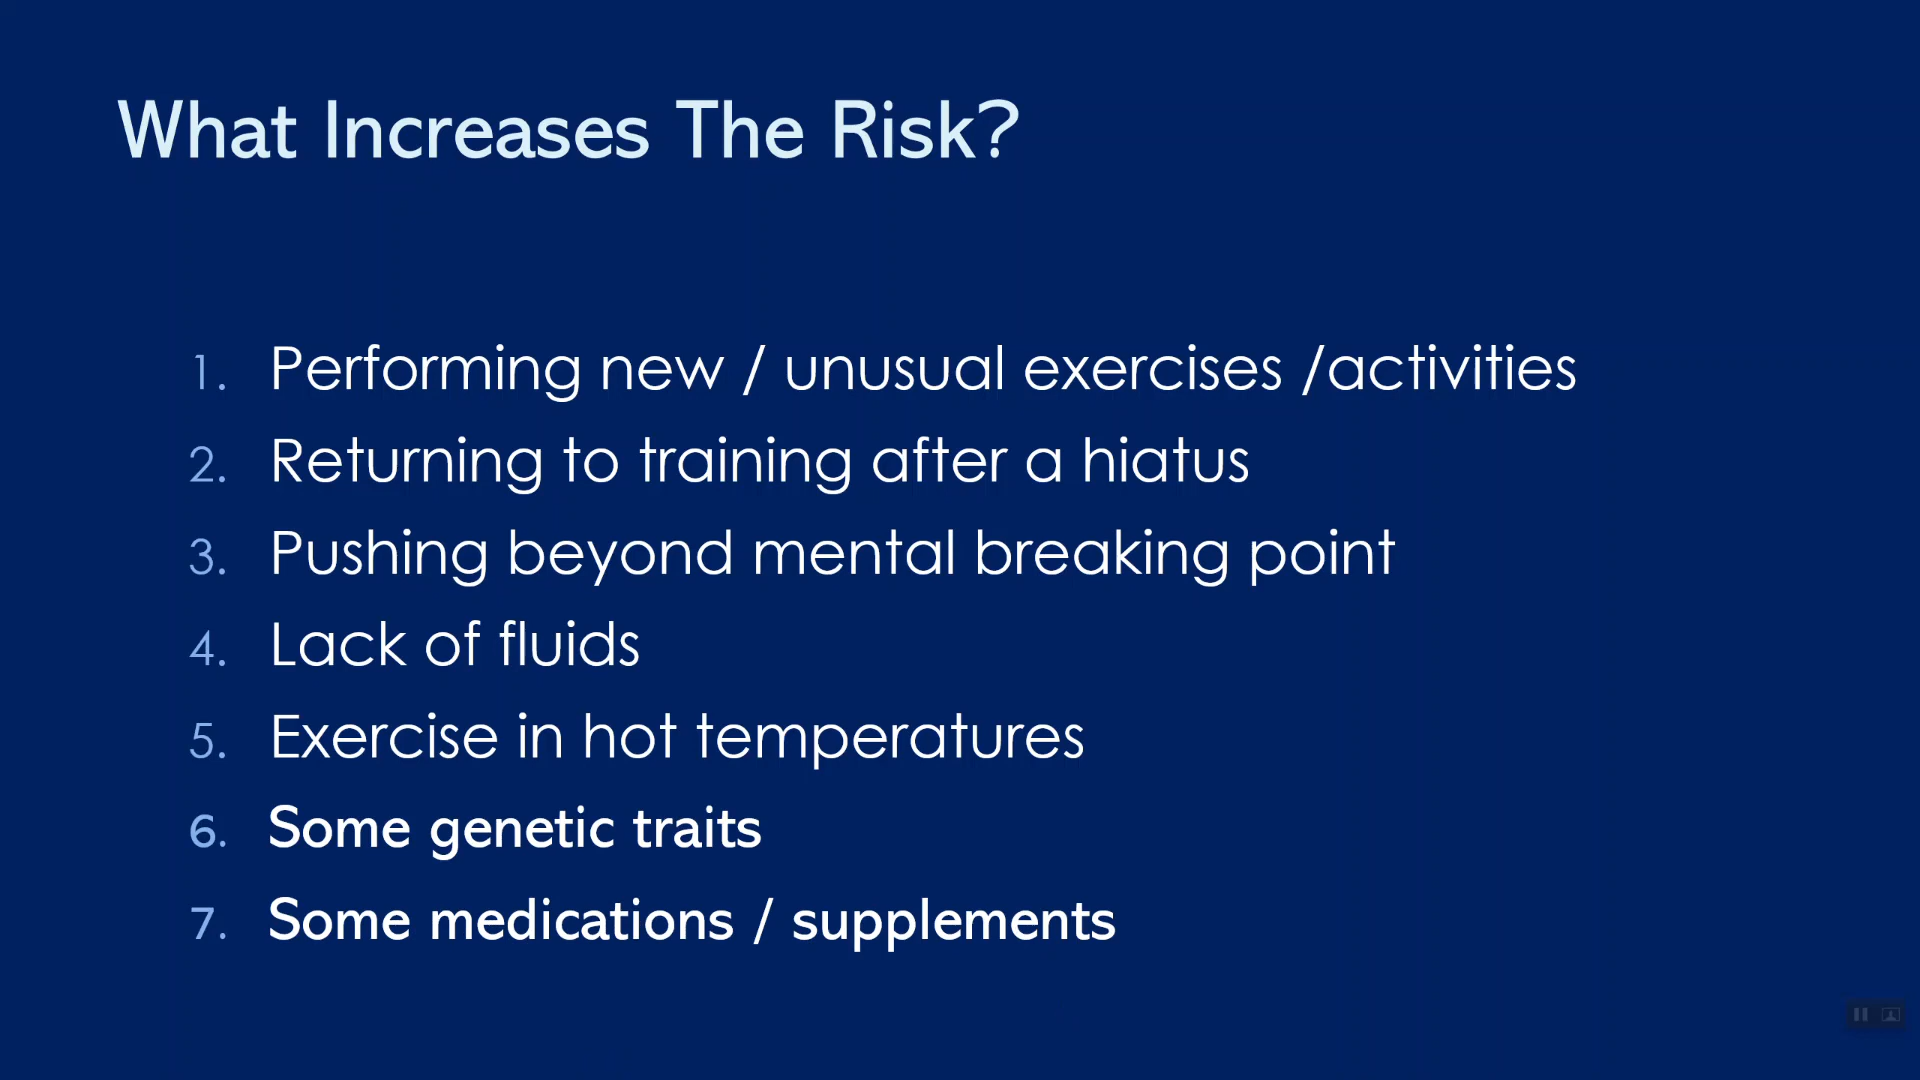 What Increases The Risk?
1. Performing new / unusual exercises /activities
2. Returning to training after a hiatus
3. Pushing beyond mental breaking point
4. Lack of fluids
5. Exercise in hot temperatures
6. Some genetic traits
7. Some medications / supplements